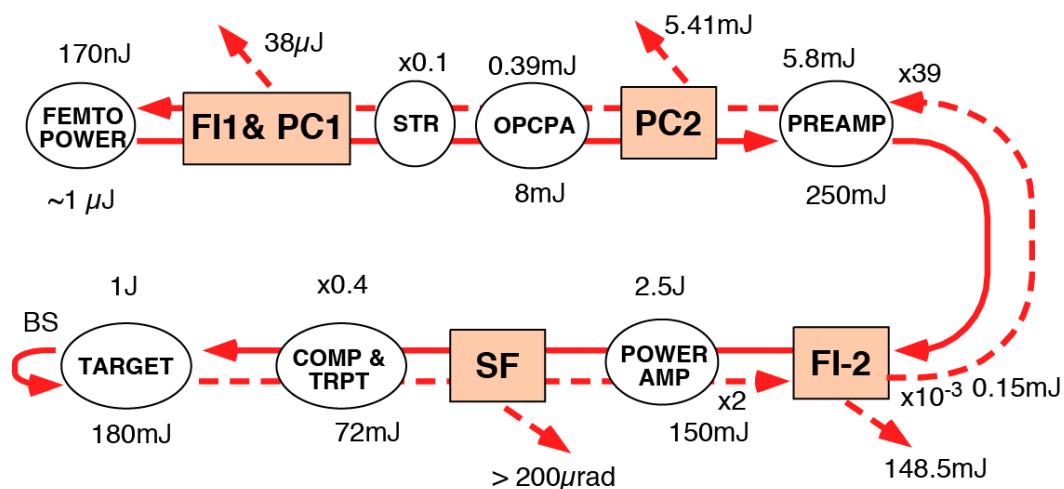 170nJ
38µJ
x0.1
0.39mJ
5.41mJ
5.8mJ
x39
FEMTO
POWER
FI1& PC1
STR
OPCPA
PC2
PREAMP
~1 µJ
8mJ
250mJ
BS
1J
x0.4
2.5J
TARGET
COMP &
TRPT
SF
POWER
AMP
FI-2
x2
x10-3 0.15mJ
180mJ
72mJ
150mJ
> 200µrad
148.5mJ